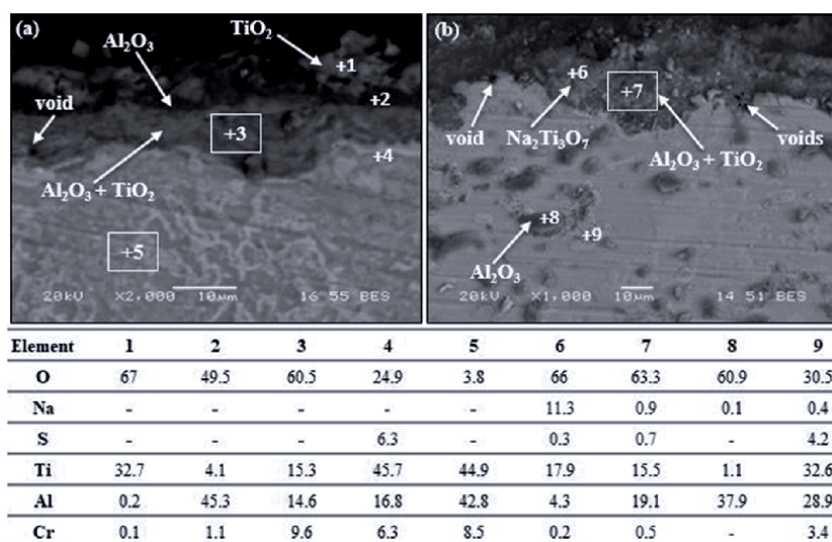 (a)
TiO2
Al2O3
+1
void
+2
+3
+4
Al2O3 + TiO2
+5
20kV X2,000 10μm 16 55 BES
(b)
+6
+7
void
Na2Ti3O7
voids
Al2O3 + TiO2
+8
+9
Al2O3
20kV X1,000 10μm 14 51 BES
Element 1 2 3 4 5 6 7 8 9
O 67 49.5 60.5 24.9 3.8 66 63.3 60.9 30.5
Na - - - - - 11.3 0.9 0.1 0.4
S - - - 6.3 - 0.3 0.7 - 4.2
Ti 32.7 4.1 15.3 45.7 44.9 17.9 15.5 1.1 32.6
Al 0.2 45.3 14.6 16.8 42.8 4.3 19.1 37.9 28.9
Cr 0.1 1.1 9.6 6.3 8.5 0.2 0.5 - 3.4